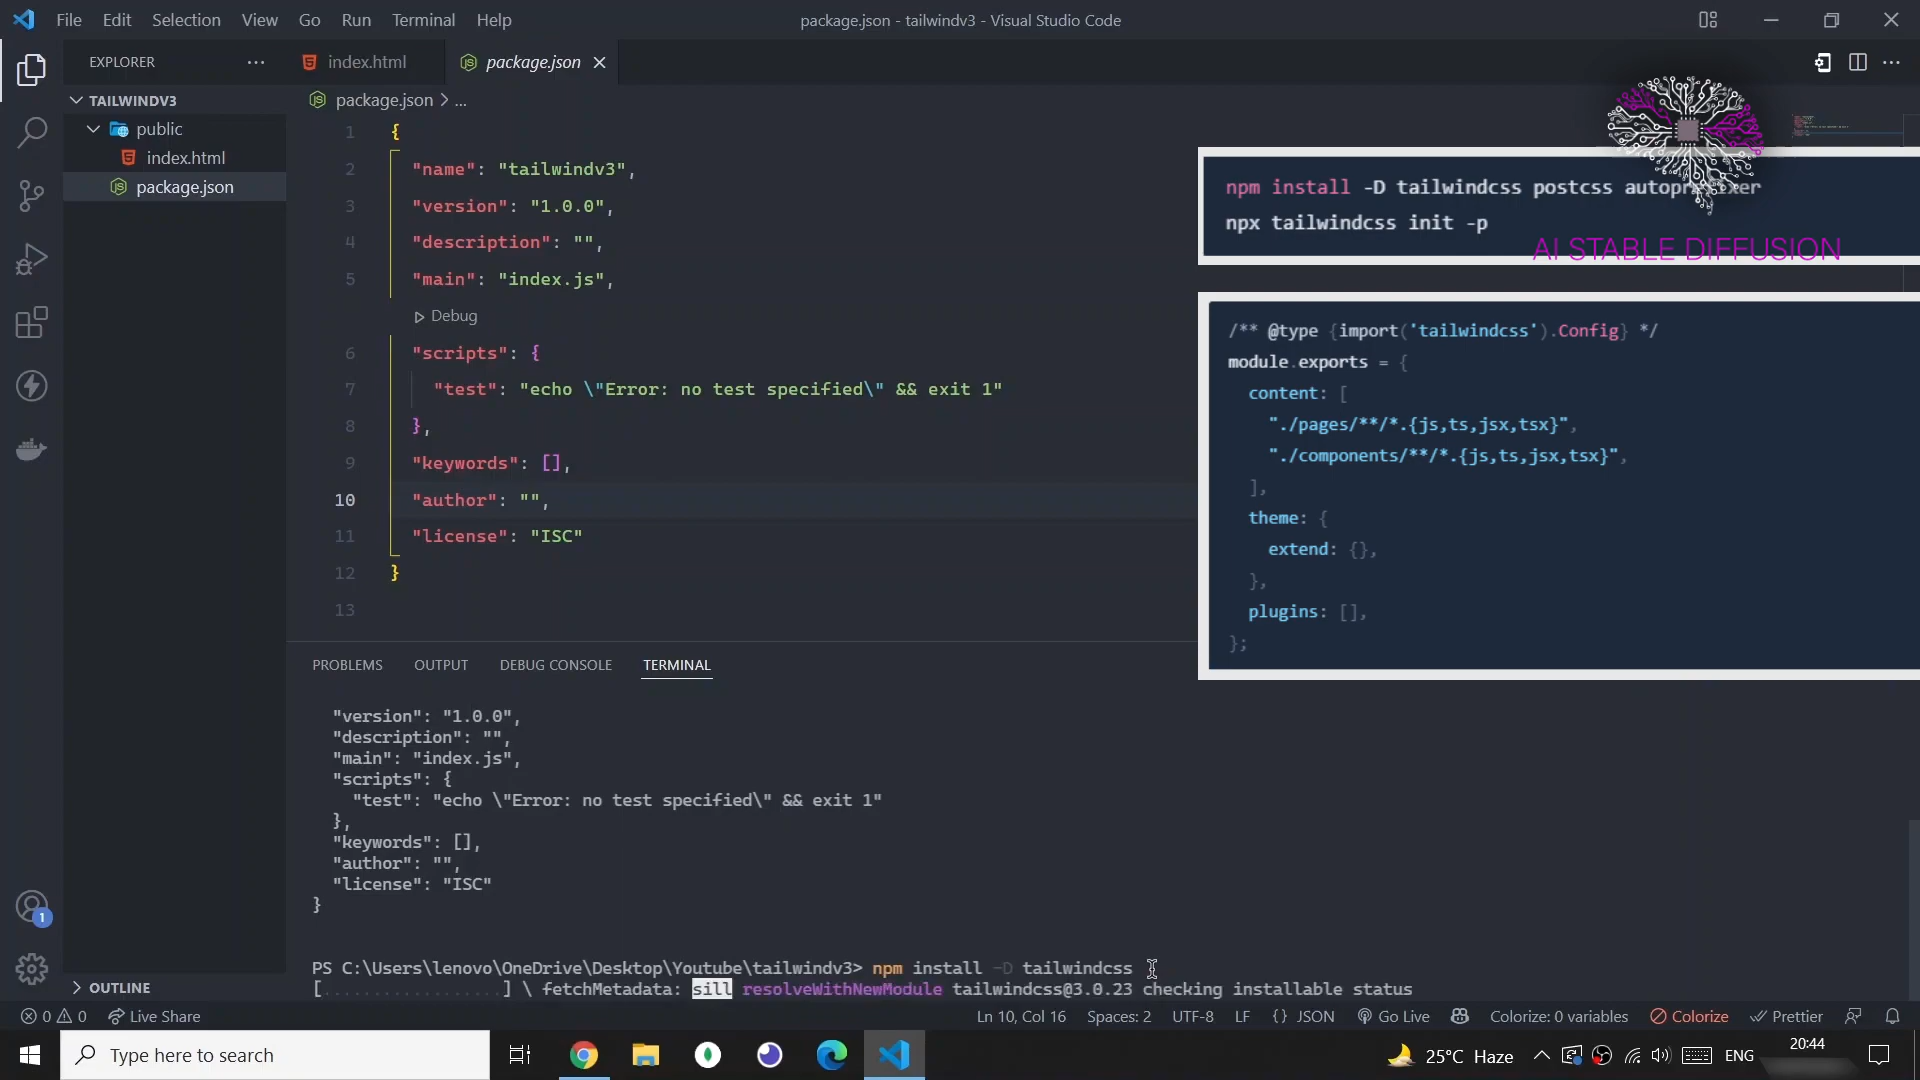 File Edit Selection View Go Run Terminal Help
package.json - tailwindv3 - Visual Studio Code
EXPLORER
index.html
package.json
TAILWINDV3
public
index.html
package.json
package.json > ...
1 {
2 "name": "tailwindv3",
3 "version": "1.0.0",
4 "description": "",
5 "main": "index.js",
Debug
6 "scripts": {
7 "test": "echo \"Error: no test specified\" && exit 1"
8 },
9 "keywords": [],
10 "author": "",
11 "license": "ISC"
12 }
13
npm install -D tailwindcss postcss
npx tailwindcss init -p
AI STABLE DIFFUSION
/** @type {import('tailwindcss').Config} */
module.exports = {
content: [
"./pages/**/*.{js,ts,jsx,tsx}",
"./components/**/*.{js,ts,jsx,tsx}",
],
theme: {
extend: {},
},
plugins: [],
};
PROBLEMS OUTPUT DEBUG CONSOLE TERMINAL
"version": "1.0.0",
"description": "",
"main": "index.js",
"scripts": {
"test": "echo \"Error: no test specified\" && exit 1"
},
"keywords": [],
"author": "",
"license": "ISC"
}
PS C:\Users\lenovo\OneDrive\Desktop\Youtube\tailwindv3> npm install -D tailwindcss
[..................] \ fetchMetadata: sill resolveWithNewModule tailwindcss@3.0.23 checking installable status
1
OUTLINE
0 0 Live Share
Ln 10, Col 16 Spaces: 2 UTF-8 LF {} JSON Go Live Colorize: 0 variables Colorize Prettier
Type here to search
25°C Haze
ENG
20:44